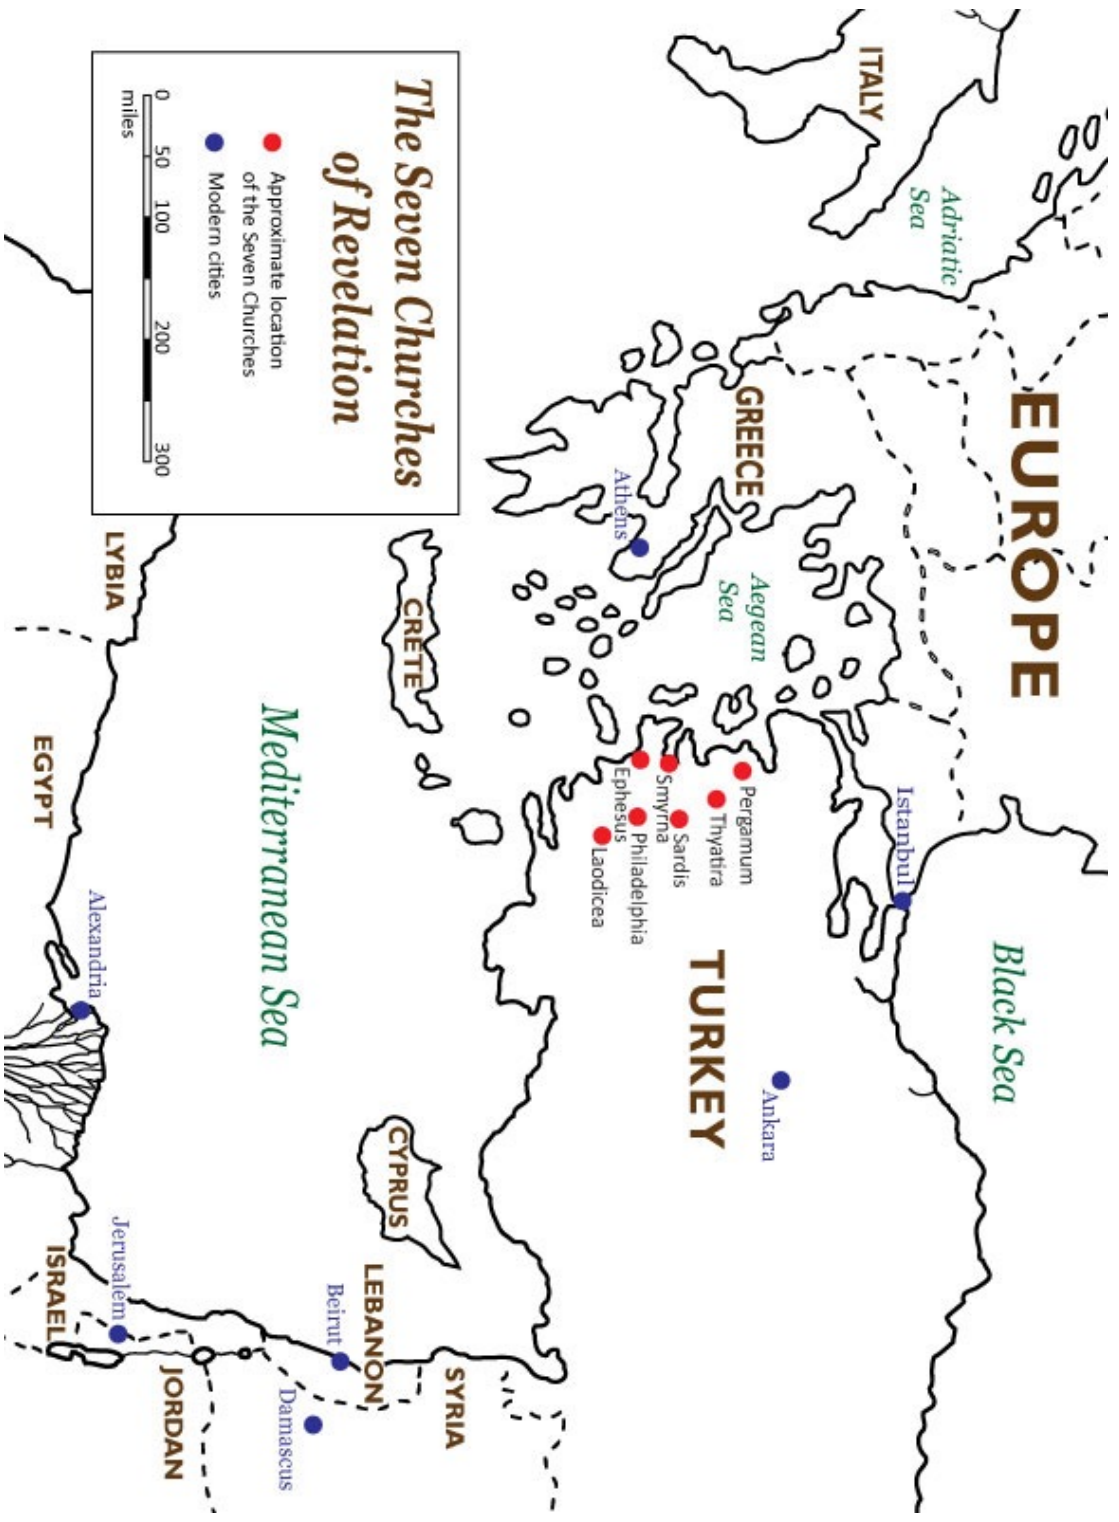 ITALY
Adriatic
Sea
EUROPE
GREECE
Athens
Aegean
Sea
Istanbul
Black Sea
Pergamum
Thyatira
Smyrna
Sardis
Ephesus
Philadelphia
Laodicea
TURKEY
Ankara
CRETE
Mediterranean Sea
CYPRUS
LYBIA
EGYPT
Alexandria
SYRIA
LEBANON
Beirut
Damascus
Jerusalem
ISRAEL
JORDAN
The Seven Churches
of Revelation
Approximate location
of the Seven Churches
Modern cities
0 50 100 200 300
miles